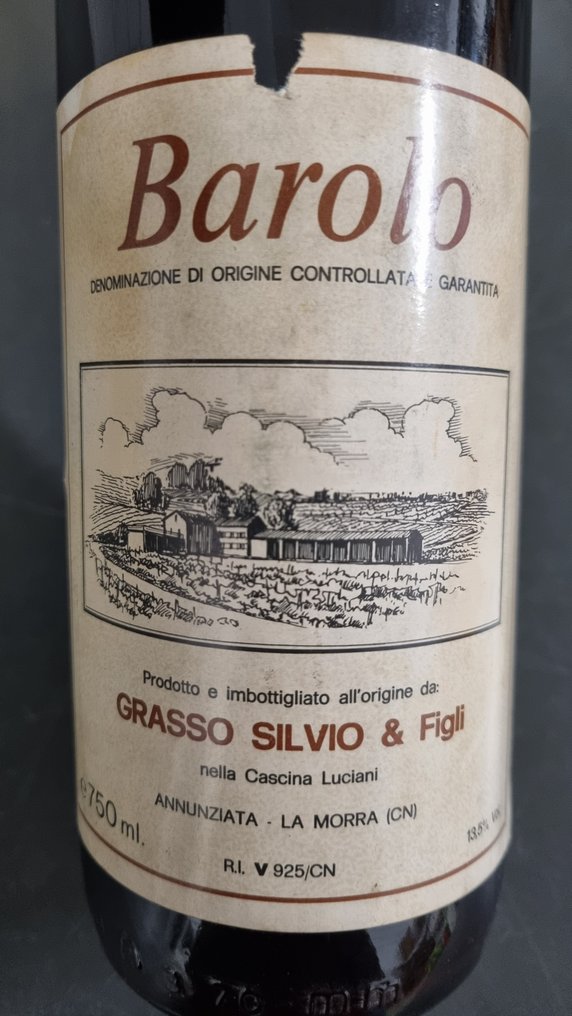 Barolo
DENOMINAZIONE DI ORIGINE CONTROLLATA E GARANTITA
Prodotto e imbottigliato all'origine da:
GRASSO SILVIO & Figli
nella Cascina Luciani
ANNUNZIATA - LA MORRA (CN)
e 750 ml.
13,5% vol
R.I. V 925/CN